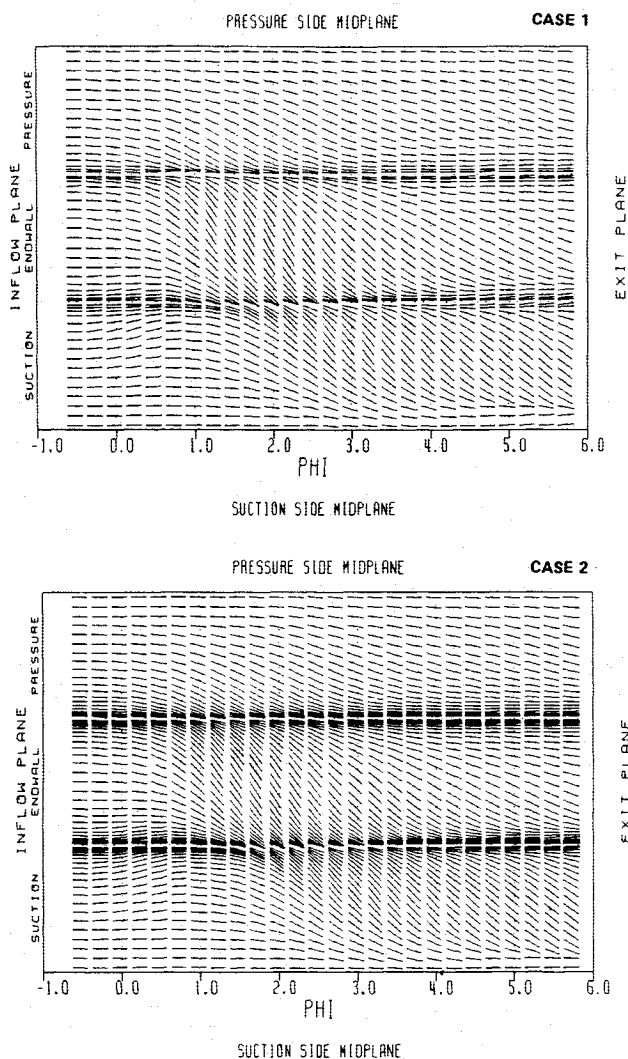 PRESSURE SIDE MIDPLANE
CASE 1
PRESSURE
ENDWALL
SUCTION
INFLOW PLANE
EXIT PLANE
-1.0 0.0 1.0 2.0 3.0 4.0 5.0 6.0
PHI
SUCTION SIDE MIDPLANE
PRESSURE SIDE MIDPLANE
CASE 2
PRESSURE
ENDWALL
SUCTION
INFLOW PLANE
EXIT PLANE
-1.0 0.0 1.0 2.0 3.0 4.0 5.0 6.0
PHI
SUCTION SIDE MIDPLANE